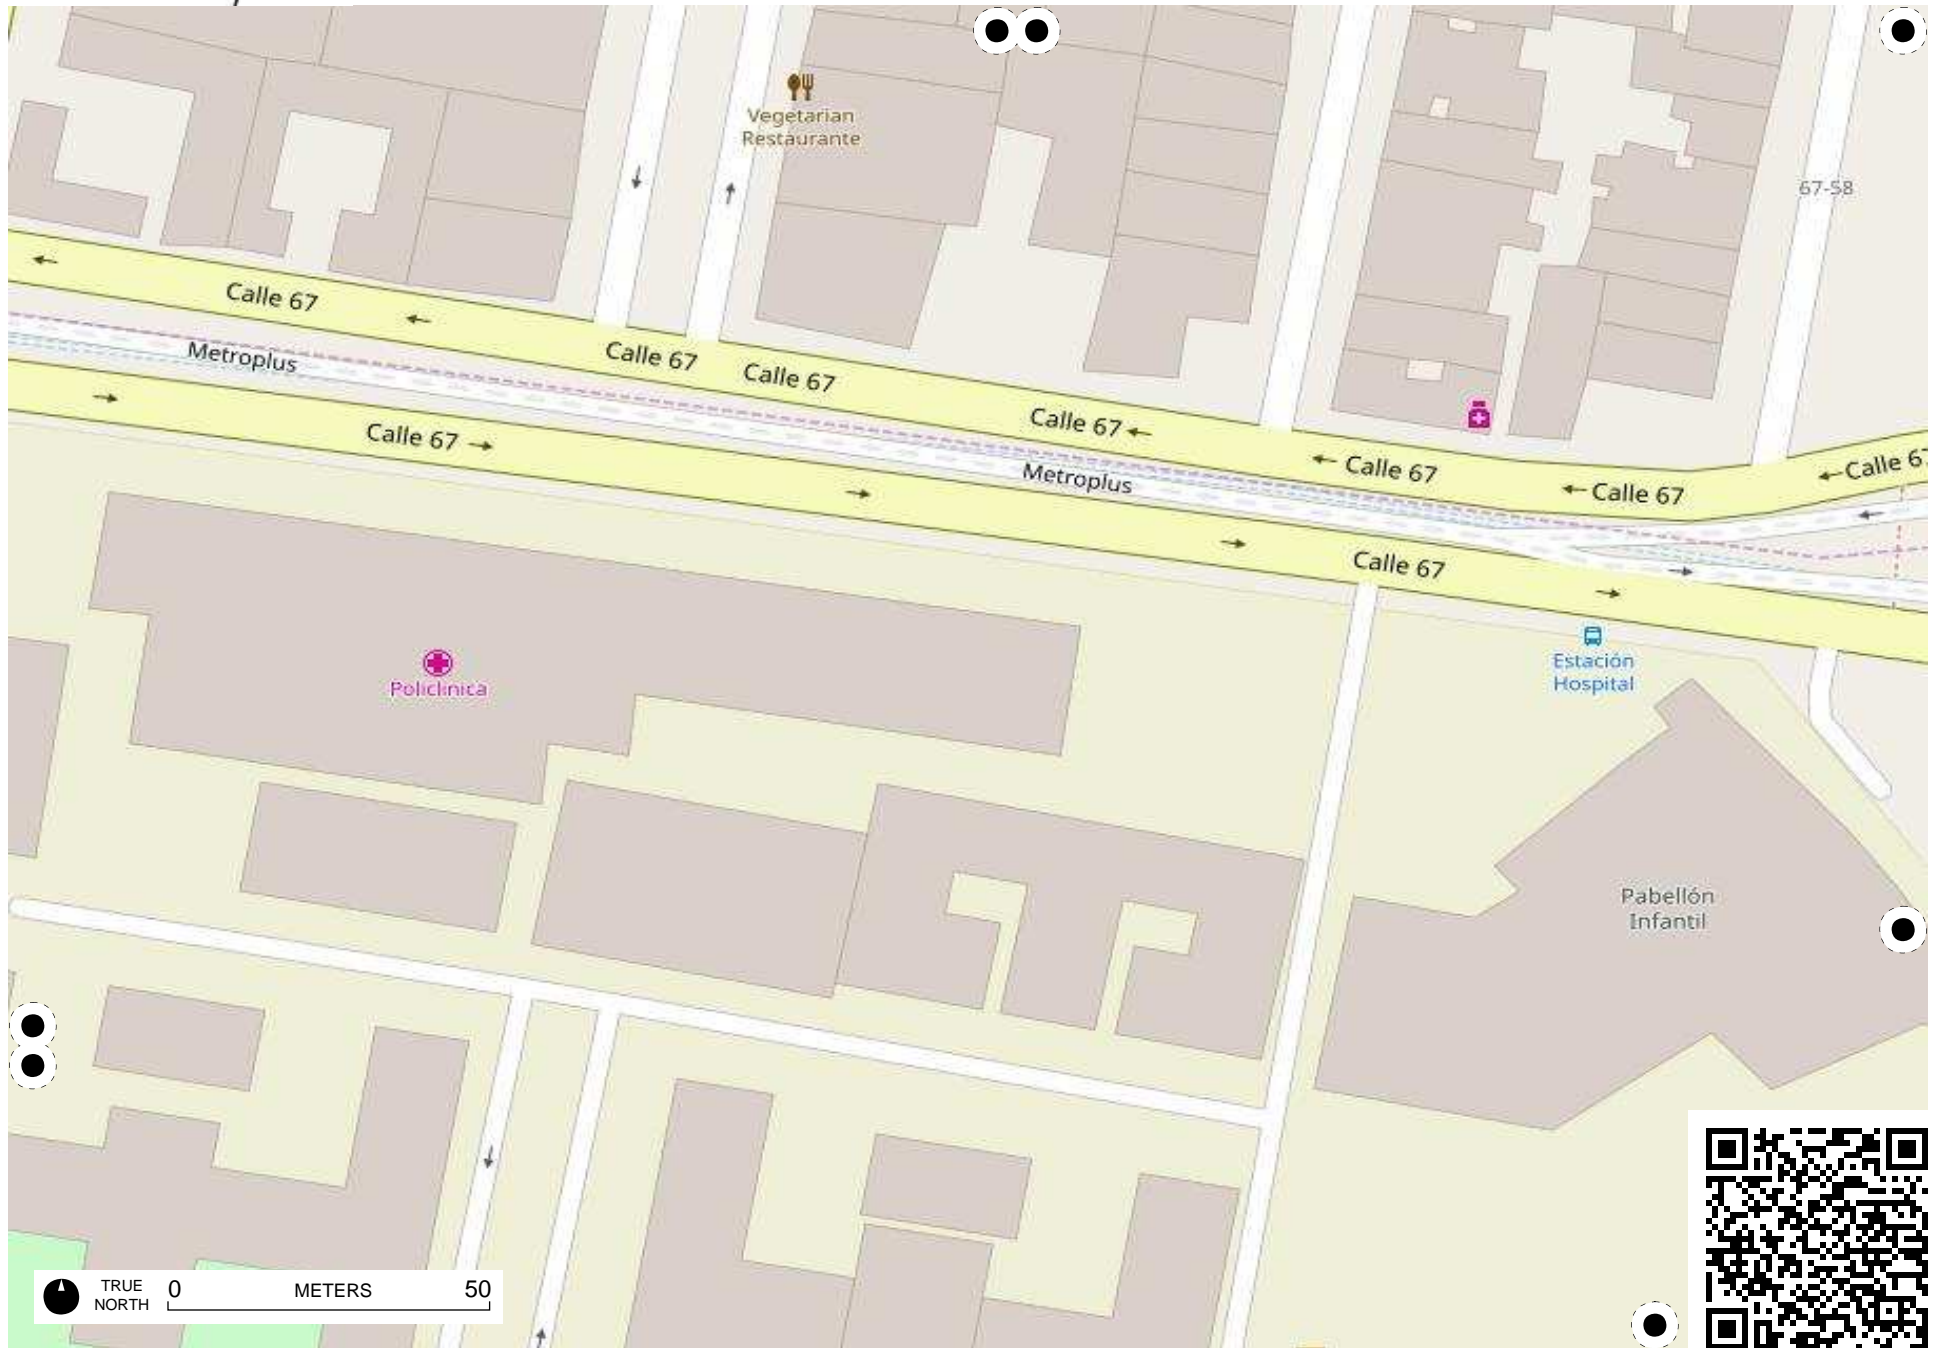 Vegetarian
Restaurante
67-58
Calle 67
Calle 67
Calle 67
Metroplus
Calle 67
Calle 67
Calle 67
Calle 67
Calle 67
Metroplus
Calle 67
Estación
Hospital
Policlinica
Pabellón
Infantil
TRUE
NORTH
0 METERS 50